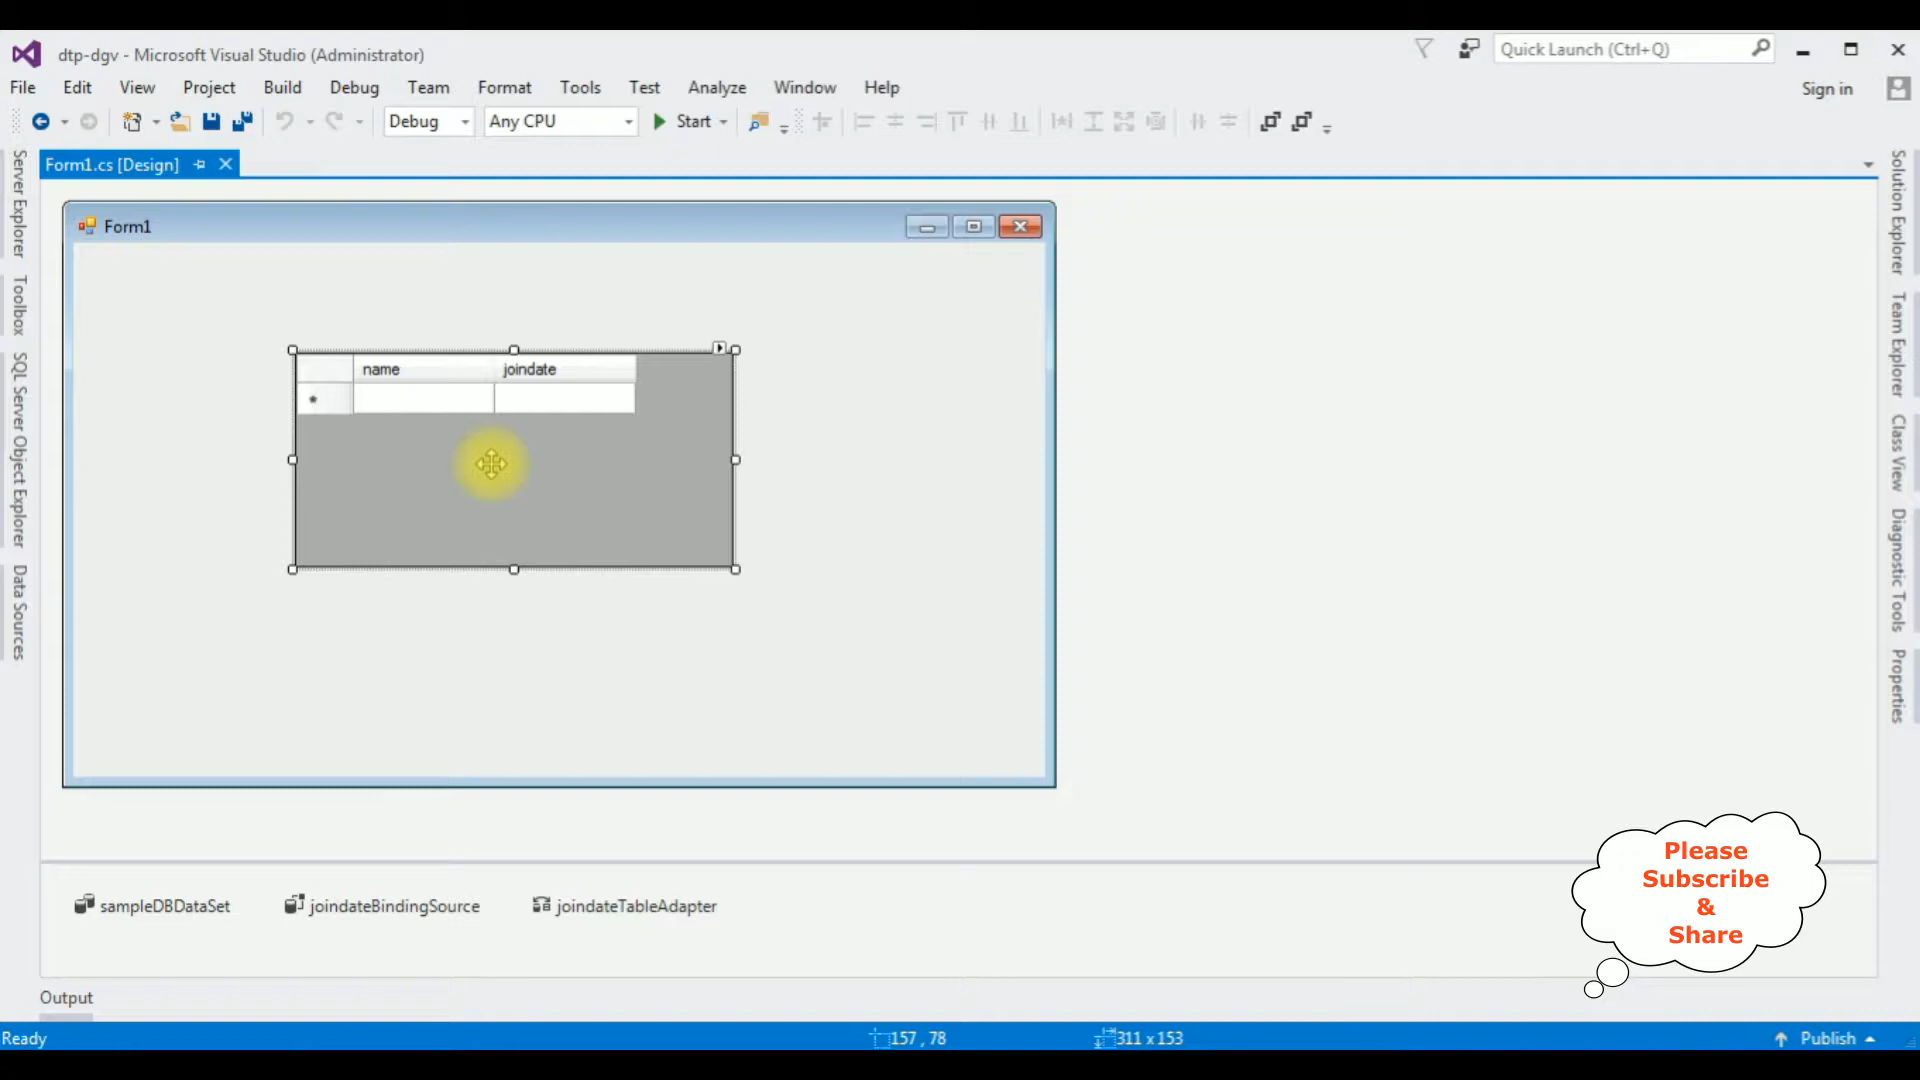 dtp-dgv - Microsoft Visual Studio (Administrator)
Quick Launch (Ctrl+Q)
File Edit View Project Build Debug Team Format Tools Test Analyze Window Help
Sign in
Debug Any CPU Start
Form1.cs [Design]
Server Explorer
Toolbox
SQL Server Object Explorer
Data Sources
Form1
name joindate
*
Solution Explorer
Team Explorer
Class View
Diagnostic Tools
Properties
sampleDBDataSet joindateBindingSource joindateTableAdapter
Please
Subscribe
&
Share
Output
Ready 157 , 78 311 x 153 Publish